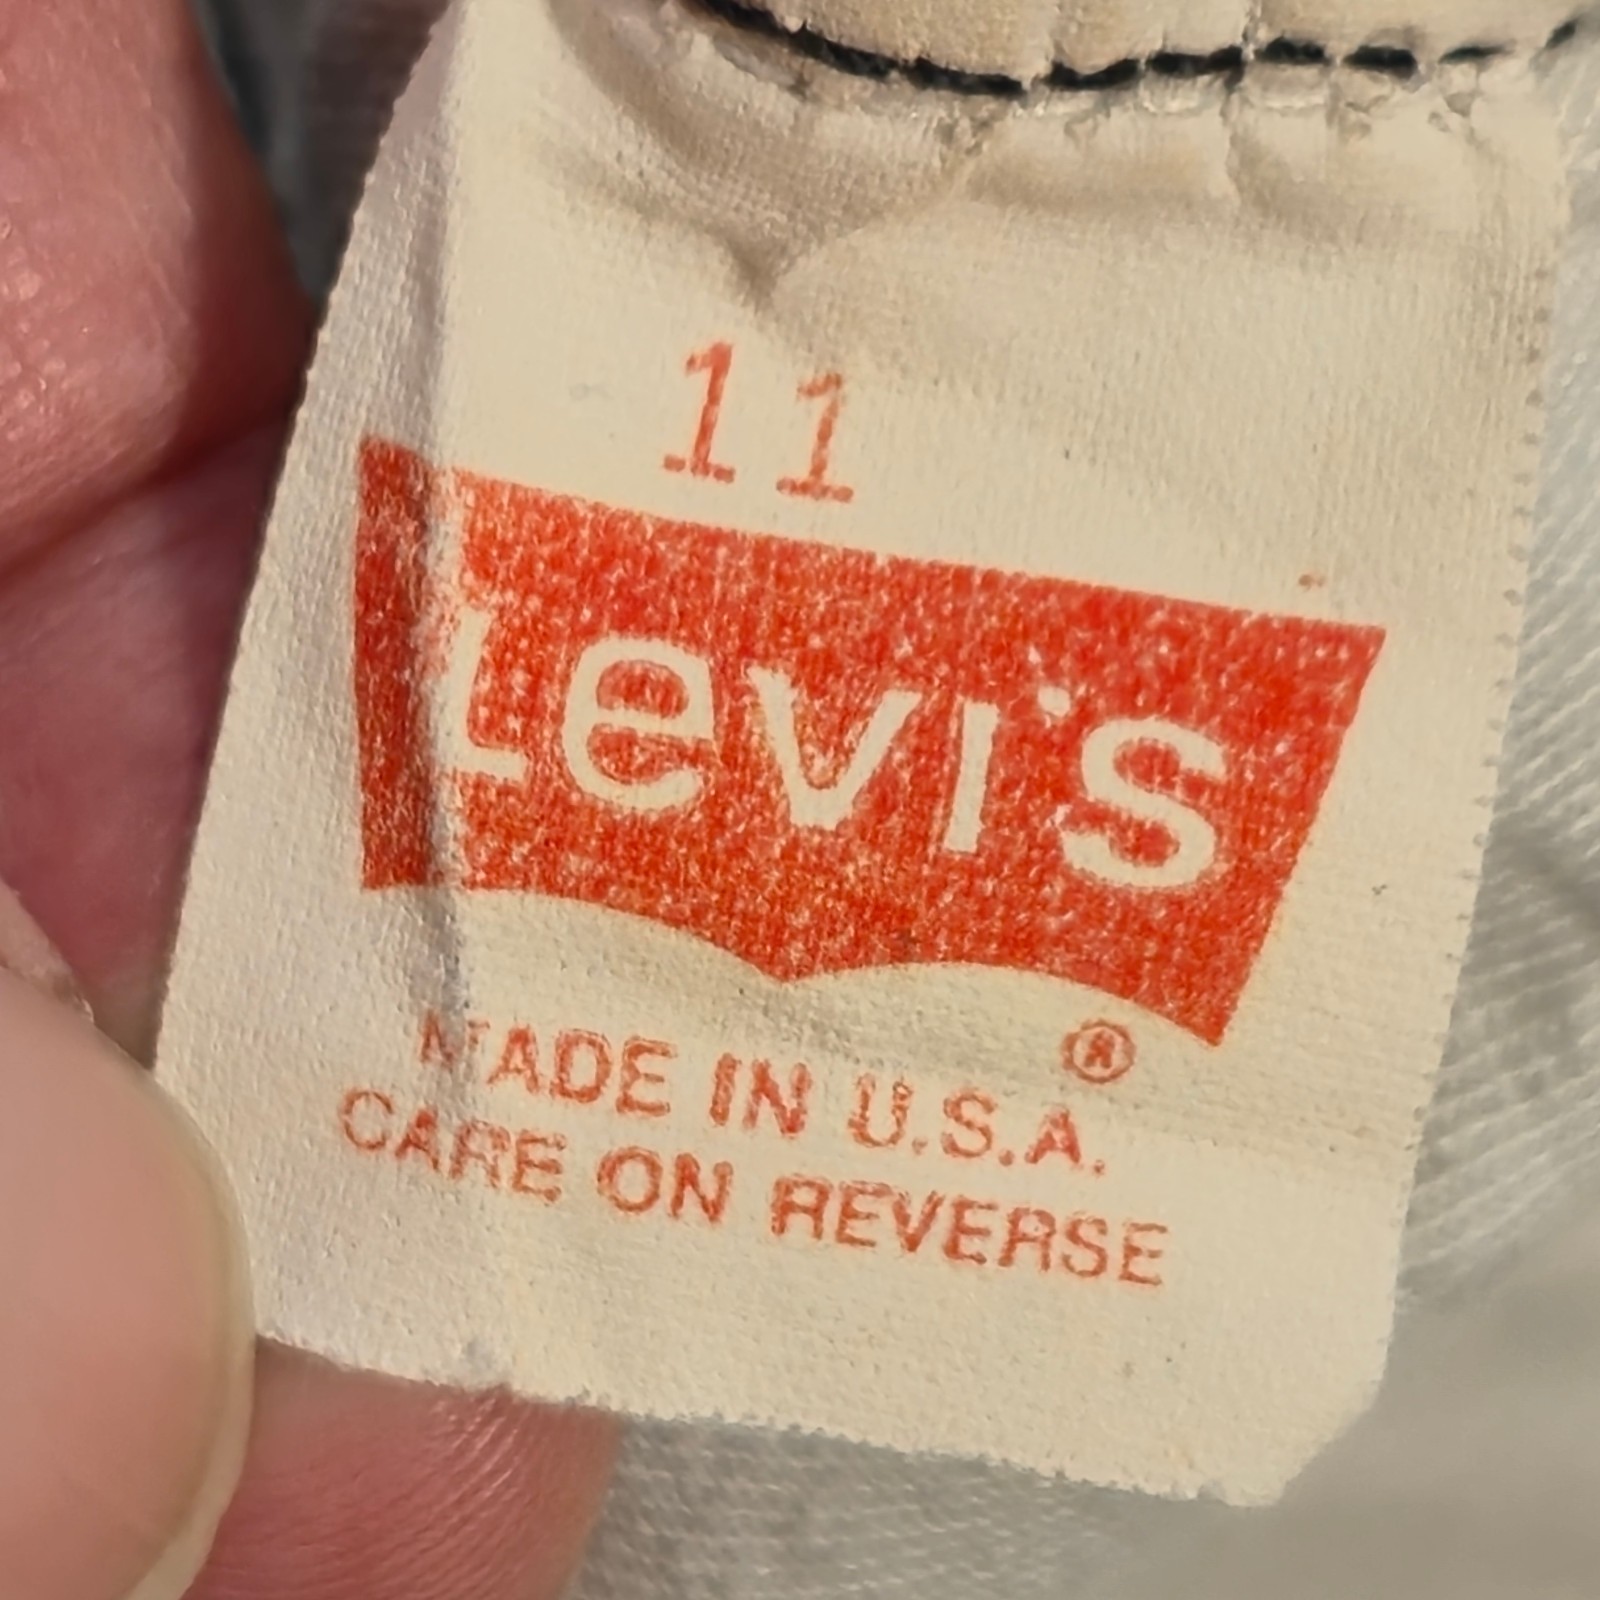 11
Levi's
®
MADE IN U.S.A.
CARE ON REVERSE